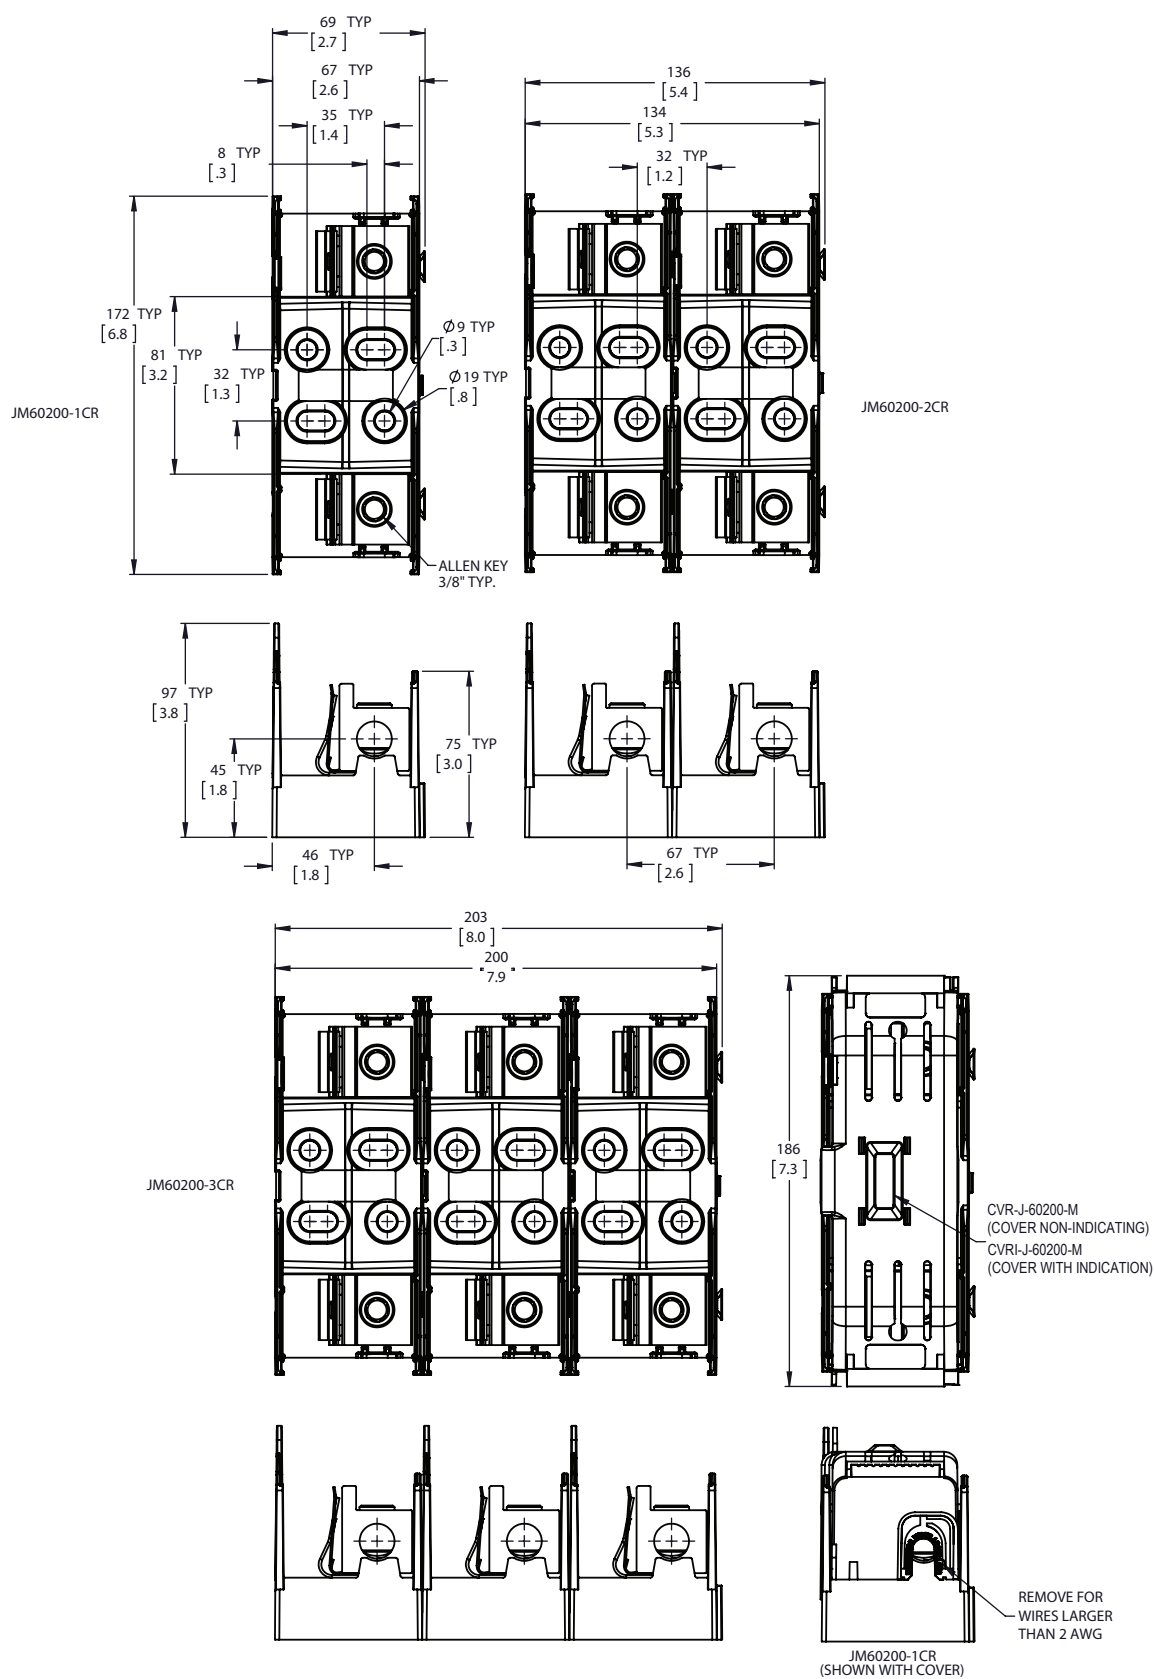 69 TYP
[2.7]
67 TYP
[2.6]
35 TYP
[1.4]
8 TYP
[.3]
136
[5.4]
134
[5.3]
32 TYP
[1.2]
172 TYP
[6.8]
81 TYP
[3.2]
32 TYP
[1.3]
Ø9 TYP
[.3]
Ø19 TYP
[.8]
JM60200-1CR
JM60200-2CR
ALLEN KEY
3/8" TYP.
97 TYP
[3.8]
45 TYP
[1.8]
75 TYP
[3.0]
46 TYP
[1.8]
67 TYP
[2.6]
203
[8.0]
200
7.9
JM60200-3CR
186
[7.3]
CVR-J-60200-M
(COVER NON-INDICATING)
CVRI-J-60200-M
(COVER WITH INDICATION)
REMOVE FOR
WIRES LARGER
THAN 2 AWG
JM60200-1CR
(SHOWN WITH COVER)